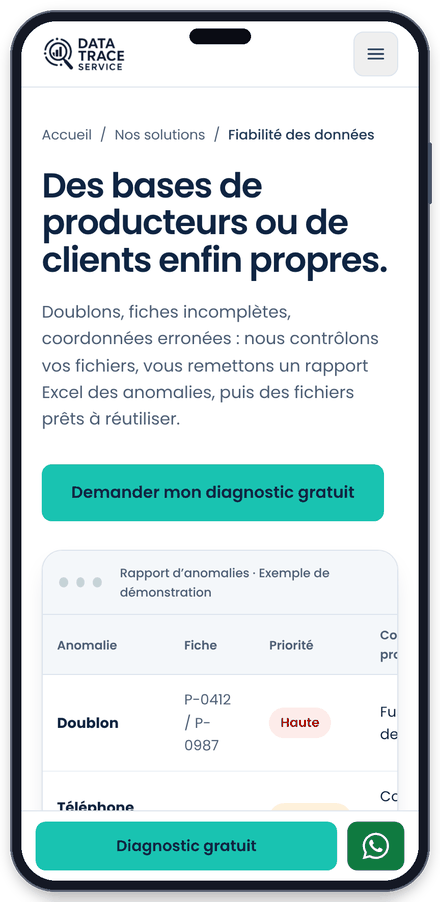 DATA
TRACE
SERVICE
Accueil / Nos solutions / Fiabilité des données
Des bases de
producteurs ou de
clients enfin propres.
Doublons, fiches incomplètes,
coordonnées erronées : nous contrôlons
vos fichiers, vous remettons un rapport
Excel des anomalies, puis des fichiers
prêts à réutiliser.
Demander mon diagnostic gratuit
Rapport d’anomalies · Exemple de
démonstration
Anomalie Fiche Priorité
Doublon P-0412 / P-0987 Haute
Téléphone
Diagnostic gratuit